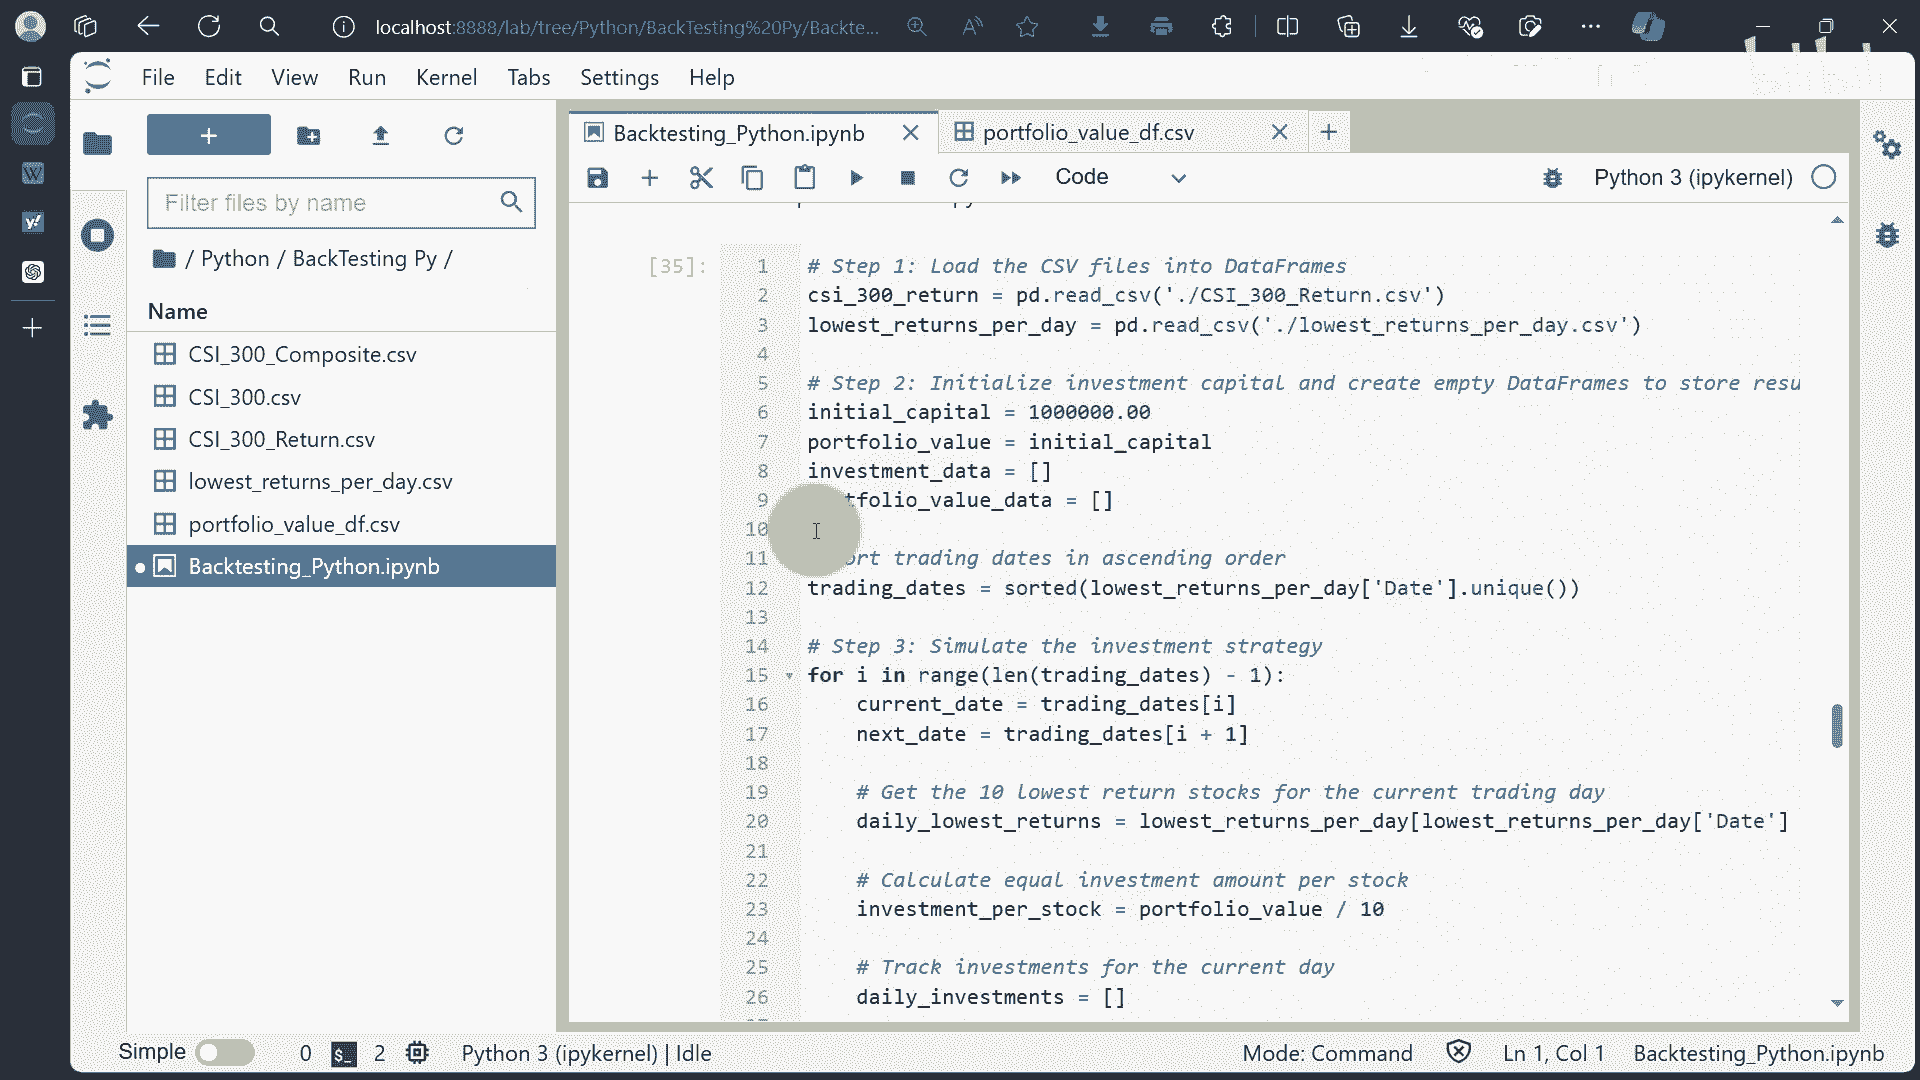 localhost:8888/lab/tree/Python/BackTesting%20Py/Backte...
File Edit View Run Kernel Tabs Settings Help
+
Filter files by name
/ Python / BackTesting Py /
Name
CSI_300_Composite.csv
CSI_300.csv
CSI_300_Return.csv
lowest_returns_per_day.csv
portfolio_value_df.csv
Backtesting_Python.ipynb
Backtesting_Python.ipynb
portfolio_value_df.csv
Code
Python 3 (ipykernel)
[35]:
1 # Step 1: Load the CSV files into DataFrames
2 csi_300_return = pd.read_csv('./CSI_300_Return.csv')
3 lowest_returns_per_day = pd.read_csv('./lowest_returns_per_day.csv')
4
5 # Step 2: Initialize investment capital and create empty DataFrames to store resu
6 initial_capital = 1000000.00
7 portfolio_value = initial_capital
8 investment_data = []
9 tfolio_value_data = []
10
11 ort trading dates in ascending order
12 trading_dates = sorted(lowest_returns_per_day['Date'].unique())
13
14 # Step 3: Simulate the investment strategy
15 for i in range(len(trading_dates) - 1):
16 current_date = trading_dates[i]
17 next_date = trading_dates[i + 1]
18
19 # Get the 10 lowest return stocks for the current trading day
20 daily_lowest_returns = lowest_returns_per_day[lowest_returns_per_day['Date']
21
22 # Calculate equal investment amount per stock
23 investment_per_stock = portfolio_value / 10
24
25 # Track investments for the current day
26 daily_investments = []
Simple 0 $_ 2 Python 3 (ipykernel) | Idle
Mode: Command Ln 1, Col 1 Backtesting_Python.ipynb